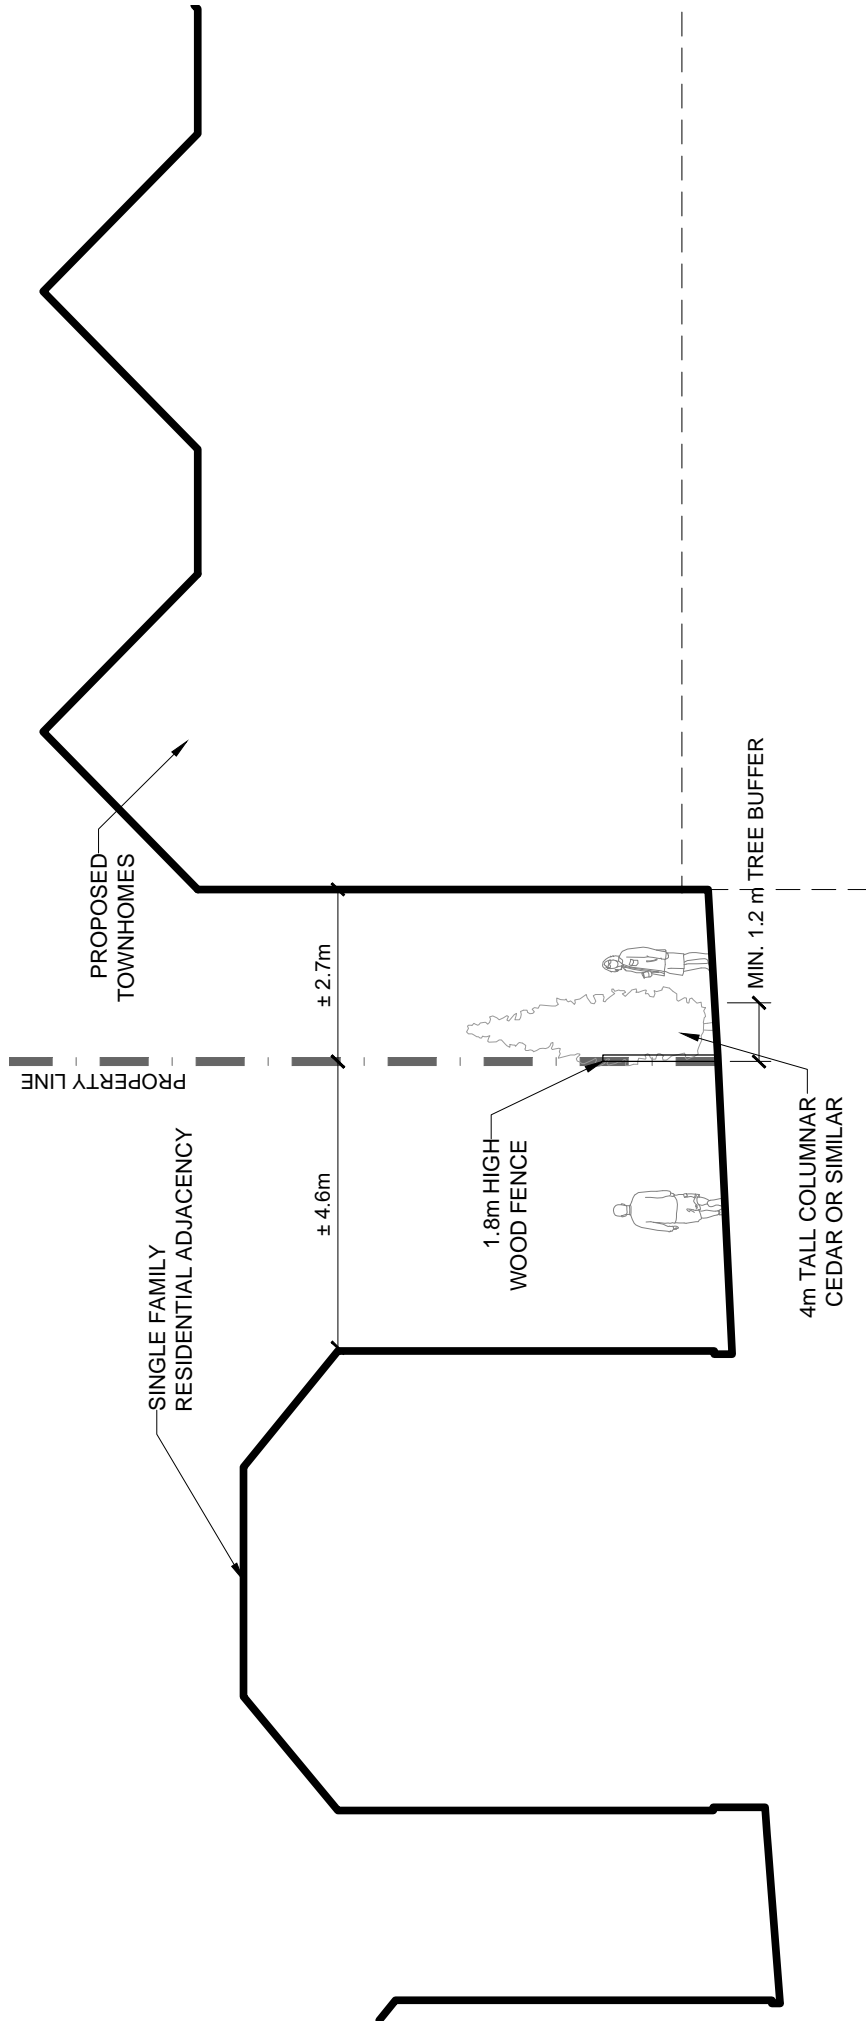 PROPOSED
TOWNHOMES
PROPERTY LINE
SINGLE FAMILY
RESIDENTIAL ADJACENCY
± 2.7m
± 4.6m
1.8m HIGH
WOOD FENCE
MIN. 1.2 m TREE BUFFER
4m TALL COLUMNAR
CEDAR OR SIMILAR